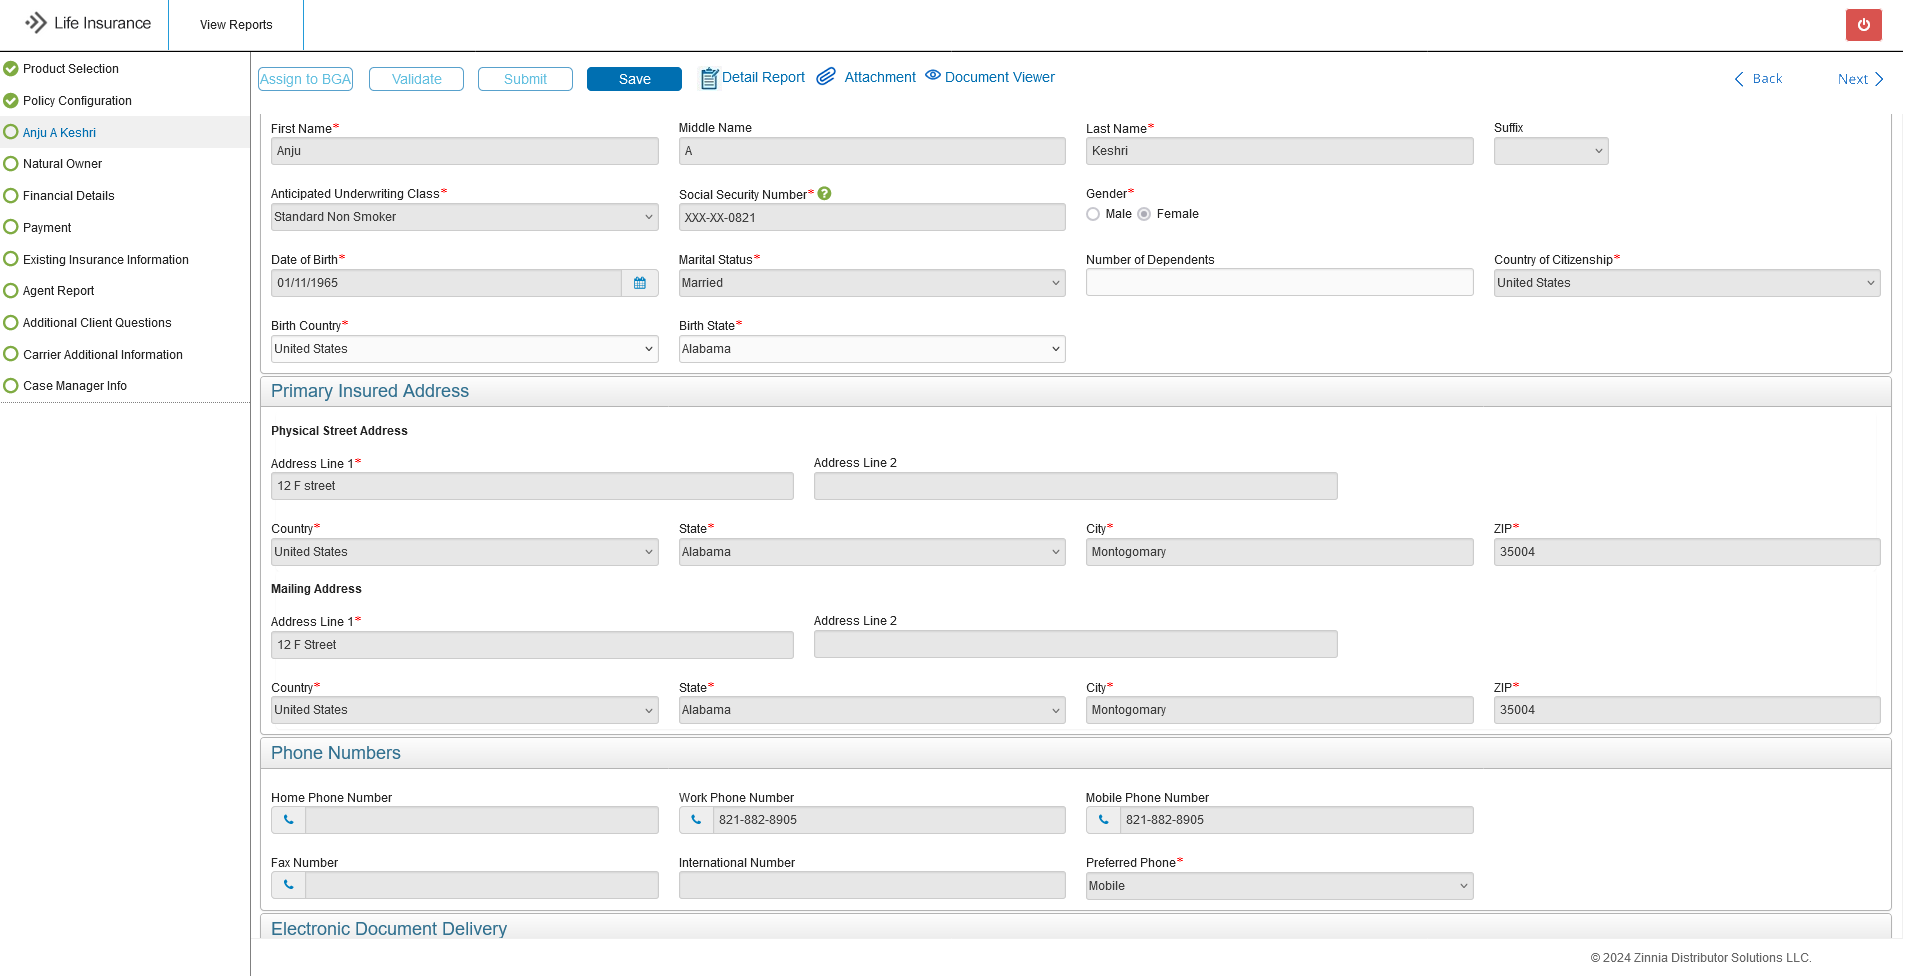 Life Insurance
View Reports
Product Selection
Policy Configuration
Anju A Keshri
Natural Owner
Financial Details
Payment
Existing Insurance Information
Agent Report
Additional Client Questions
Carrier Additional Information
Case Manager Info
Assign to BGA Validate Submit Save Detail Report Attachment Document Viewer Back Next
First Name* Middle Name Last Name* Suffix
Anju A Keshri
Anticipated Underwriting Class* Social Security Number* ? Gender*
Standard Non Smoker XXX-XX-0821 Male Female
Date of Birth* Marital Status* Number of Dependents Country of Citizenship*
01/11/1965 Married United States
Birth Country* Birth State*
United States Alabama
Primary Insured Address
Physical Street Address
Address Line 1* Address Line 2
12 F street
Country* State* City* ZIP*
United States Alabama Montogomary 35004
Mailing Address
Address Line 1* Address Line 2
12 F Street
Country* State* City* ZIP*
United States Alabama Montogomary 35004
Phone Numbers
Home Phone Number Work Phone Number Mobile Phone Number
821-882-8905 821-882-8905
Fax Number International Number Preferred Phone*
Mobile
Electronic Document Delivery
© 2024 Zinnia Distributor Solutions LLC.